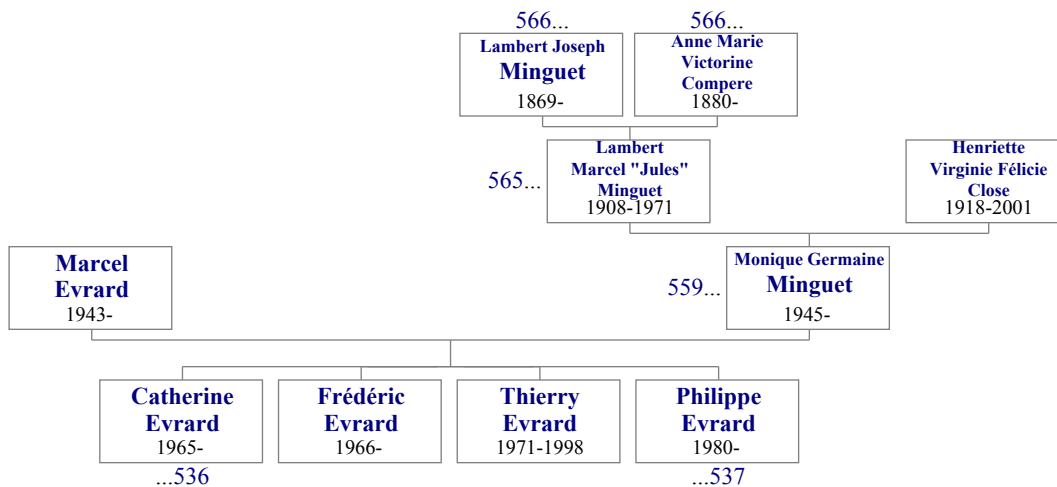 566...
566...
Lambert Joseph
Minguet
1869-
Anne Marie
Victorine
Compere
1880-
565...
Lambert
Marcel "Jules"
Minguet
1908-1971
Henriette
Virginie Félicie
Close
1918-2001
Marcel
Evrard
1943-
559...
Monique Germaine
Minguet
1945-
Catherine
Evrard
1965-
Frédéric
Evrard
1966-
Thierry
Evrard
1971-1998
Philippe
Evrard
1980-
...536
...537